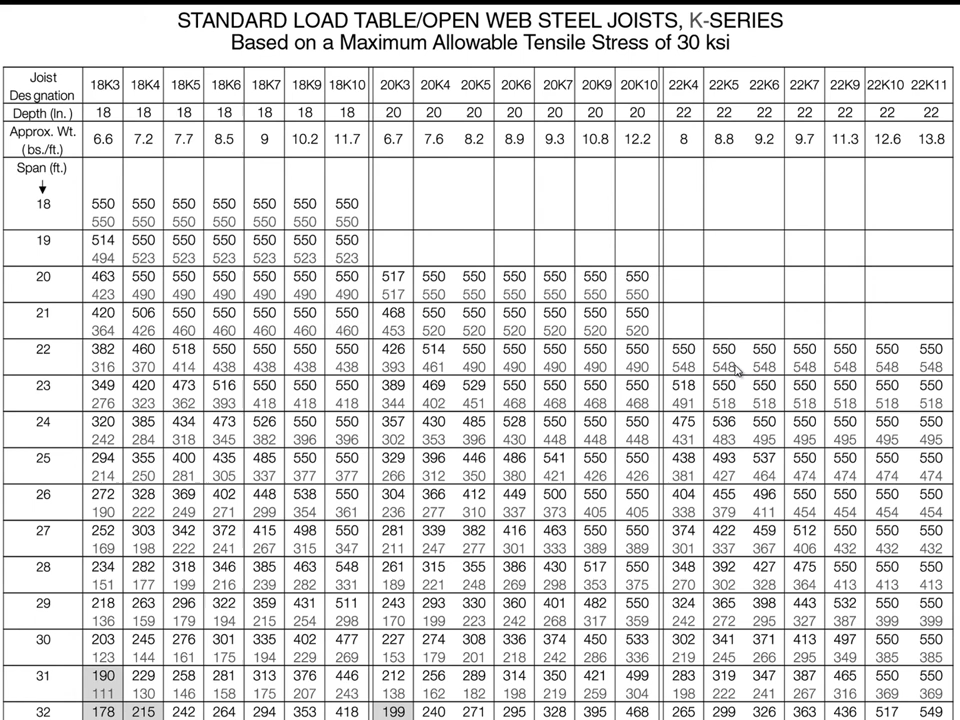 STANDARD LOAD TABLE/OPEN WEB STEEL JOISTS, K-SERIES
Based on a Maximum Allowable Tensile Stress of 30 ksi
Joist Designation 18K3 18K4 18K5 18K6 18K7 18K9 18K10 20K3 20K4 20K5 20K6 20K7 20K9 20K10 22K4 22K5 22K6 22K7 22K9 22K10 22K11
Depth (In.) 18 18 18 18 18 18 18 20 20 20 20 20 20 20 22 22 22 22 22 22 22
Approx. Wt. (bs./ft.) 6.6 7.2 7.7 8.5 9 10.2 11.7 6.7 7.6 8.2 8.9 9.3 10.8 12.2 8 8.8 9.2 9.7 11.3 12.6 13.8
Span (ft.)
18 550 550 550 550 550 550 550
550 550 550 550 550 550 550
19 514 550 550 550 550 550 550
494 523 523 523 523 523 523
20 463 550 550 550 550 550 550 517 550 550 550 550 550 550
423 490 490 490 490 490 490 517 550 550 550 550 550 550
21 420 506 550 550 550 550 550 468 550 550 550 550 550 550
364 426 460 460 460 460 460 453 520 520 520 520 520 520
22 382 460 518 550 550 550 550 426 514 550 550 550 550 550 550 550 550 550 550 550 550
316 370 414 438 438 438 438 393 461 490 490 490 490 490 548 548 548 548 548 548 548
23 349 420 473 516 550 550 550 389 469 529 550 550 550 550 518 550 550 550 550 550 550
276 323 362 393 418 418 418 344 402 451 468 468 468 468 491 518 518 518 518 518 518
24 320 385 434 473 526 550 550 357 430 485 528 550 550 550 475 536 550 550 550 550 550
242 284 318 345 382 396 396 302 353 396 430 448 448 448 431 483 495 495 495 495 495
25 294 355 400 435 485 550 550 329 396 446 486 541 550 550 438 493 537 550 550 550 550
214 250 281 305 337 377 377 266 312 350 380 421 426 426 381 427 464 474 474 474 474
26 272 328 369 402 448 538 550 304 366 412 449 500 550 550 404 455 496 550 550 550 550
190 222 249 271 299 354 361 236 277 310 337 373 405 405 338 379 411 454 454 454 454
27 252 303 342 372 415 498 550 281 339 382 416 463 550 550 374 422 459 512 550 550 550
169 198 222 241 267 315 347 211 247 277 301 333 389 389 301 337 367 406 432 432 432
28 234 282 318 346 385 463 548 261 315 355 386 430 517 550 348 392 427 475 550 550 550
151 177 199 216 239 282 331 189 221 248 269 298 353 375 270 302 328 364 413 413 413
29 218 263 296 322 359 431 511 243 293 330 360 401 482 550 324 365 398 443 532 550 550
136 159 179 194 215 254 298 170 199 223 242 268 317 359 242 272 295 327 387 399 399
30 203 245 276 301 335 402 477 227 274 308 336 374 450 533 302 341 371 413 497 550 550
123 144 161 175 194 229 269 153 179 201 218 242 286 336 219 245 266 295 349 385 385
31 190 229 258 281 313 376 446 212 256 289 314 350 421 499 283 319 347 387 465 550 550
111 130 146 158 175 207 243 138 162 182 198 219 259 304 198 222 241 267 316 369 369
32 178 215 242 264 294 353 418 199 240 271 295 328 395 468 265 299 326 363 436 517 549